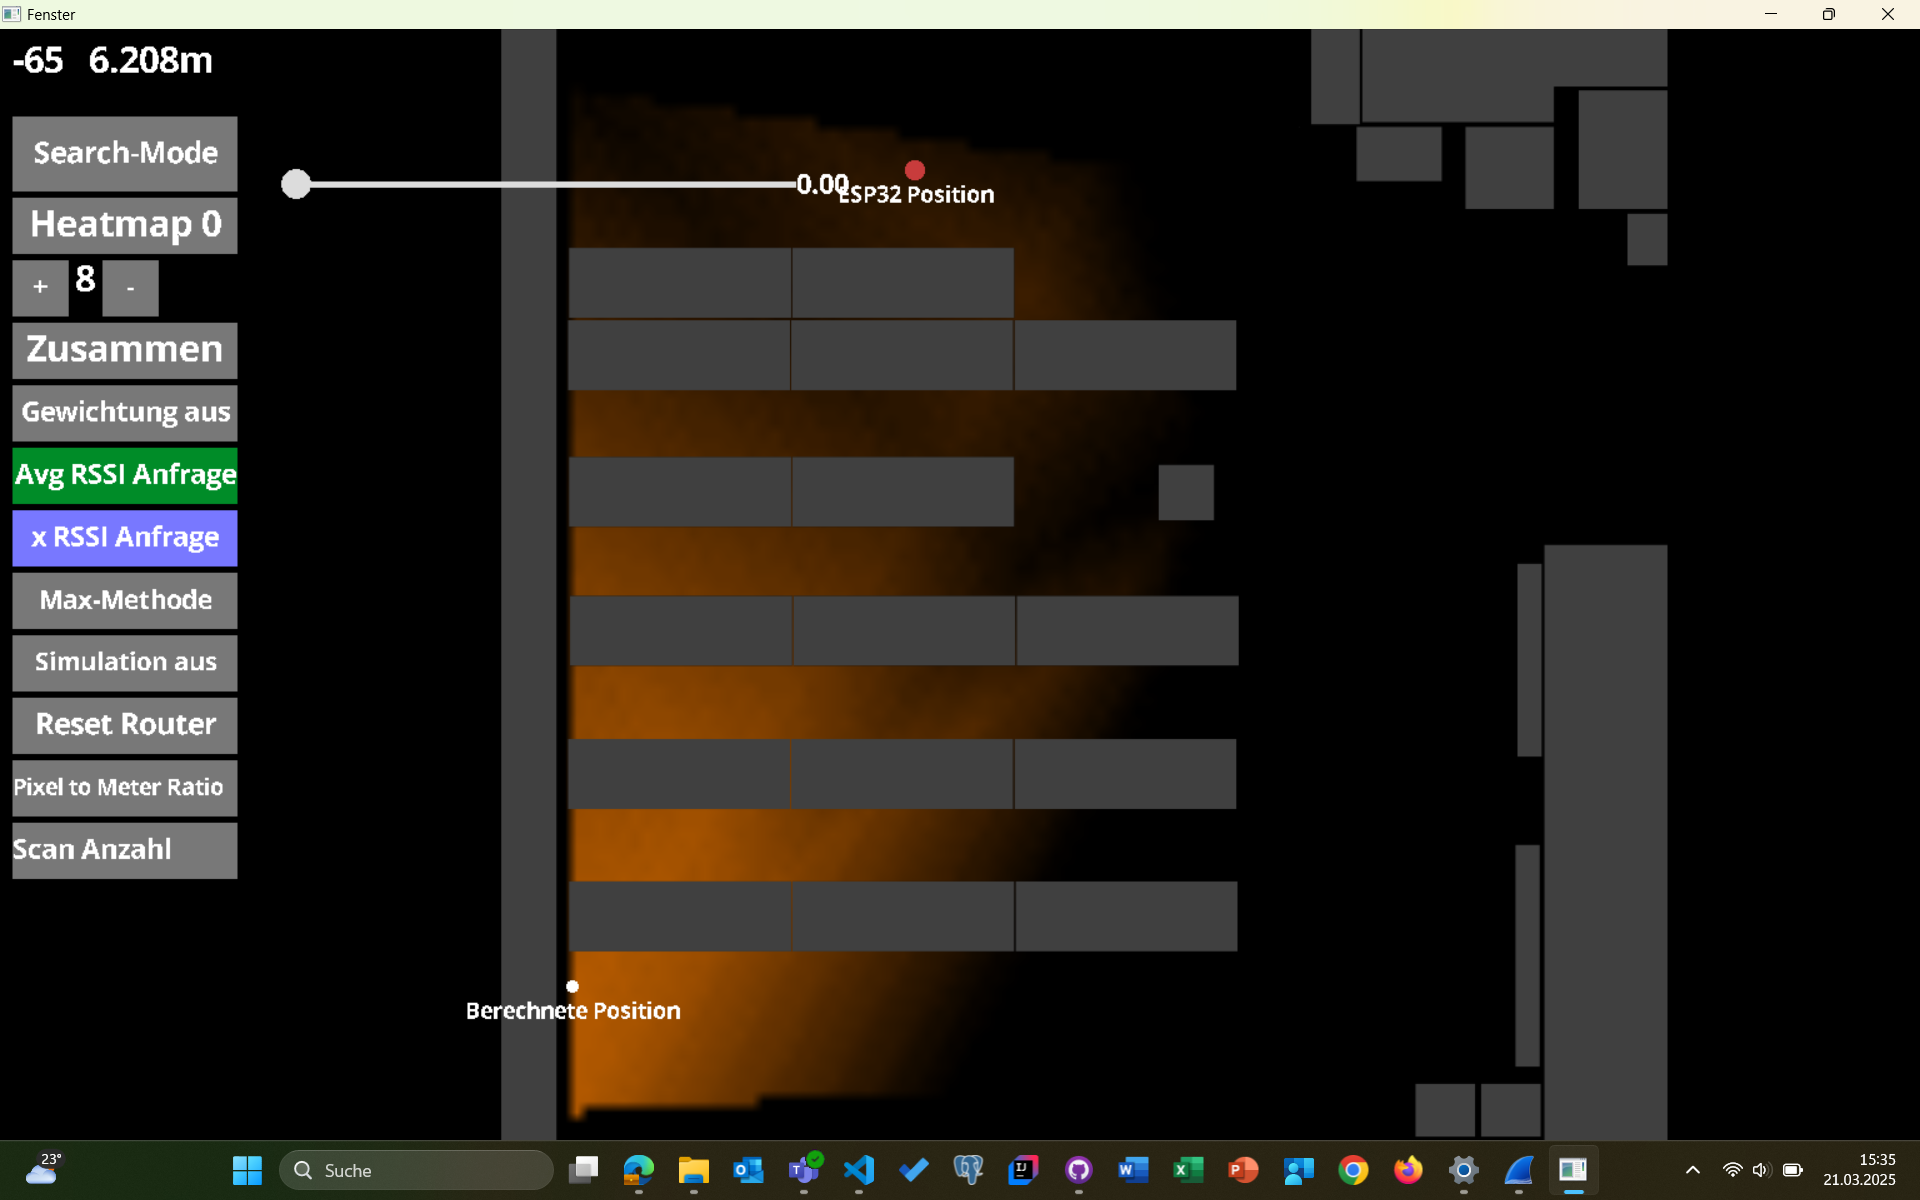 Fenster
-65 6.208m
Search-Mode
0.00
ESP32 Position
Heatmap 0
+ 8 -
Zusammen
Gewichtung aus
Avg RSSI Anfrage
x RSSI Anfrage
Max-Methode
Simulation aus
Reset Router
Pixel to Meter Ratio
Scan Anzahl
Berechnete Position
23°
Suche
15:35
21.03.2025